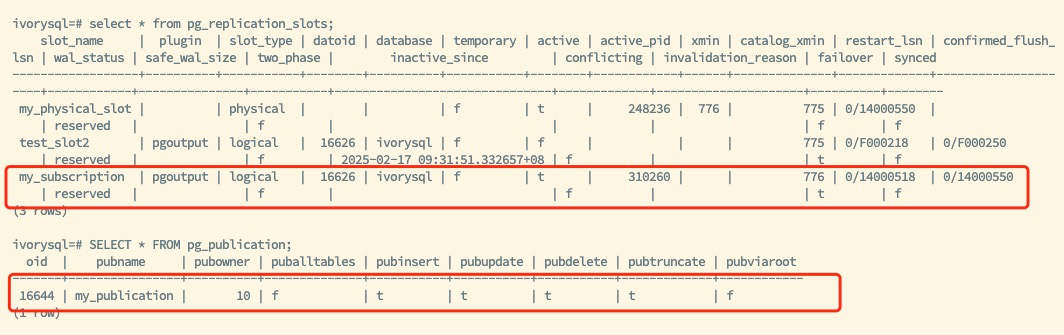 ivorysql=# select * from pg_replication_slots;
slot_name | plugin | slot_type | datoid | database | temporary | active | active_pid | xmin | catalog_xmin | restart_lsn | confirmed_flush_
lsn | wal_status | safe_wal_size | two_phase | inactive_since | conflicting | invalidation_reason | failover | synced
my_physical_slot | | physical | | | f | t | 248236 | 776 | 775 | 0/14000550 |
| reserved | | f | | | | f | f
test_slot2 | pgoutput | logical | 16626 | ivorysql | f | f | | | 775 | 0/F000218 | 0/F000250
| reserved | | f | 2025-02-17 09:31:51.332657+08 | f | | t | f
my_subscription | pgoutput | logical | 16626 | ivorysql | f | t | 310260 | | 776 | 0/14000518 | 0/14000550
| reserved | | f | | f | | t | f
(3 rows)
ivorysql=# SELECT * FROM pg_publication;
oid | pubname | pubowner | puballtables | pubinsert | pubupdate | pubdelete | pubtruncate | pubviaroot
16644 | my_publication | 10 | f | t | t | t | t | f
(1 row)